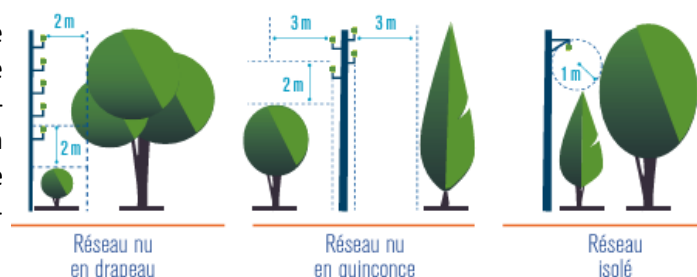 2 m
2 m
Réseau nu
en drapeau
3 m
3 m
2 m
Réseau nu
en quinconce
1 m
Réseau
isolé